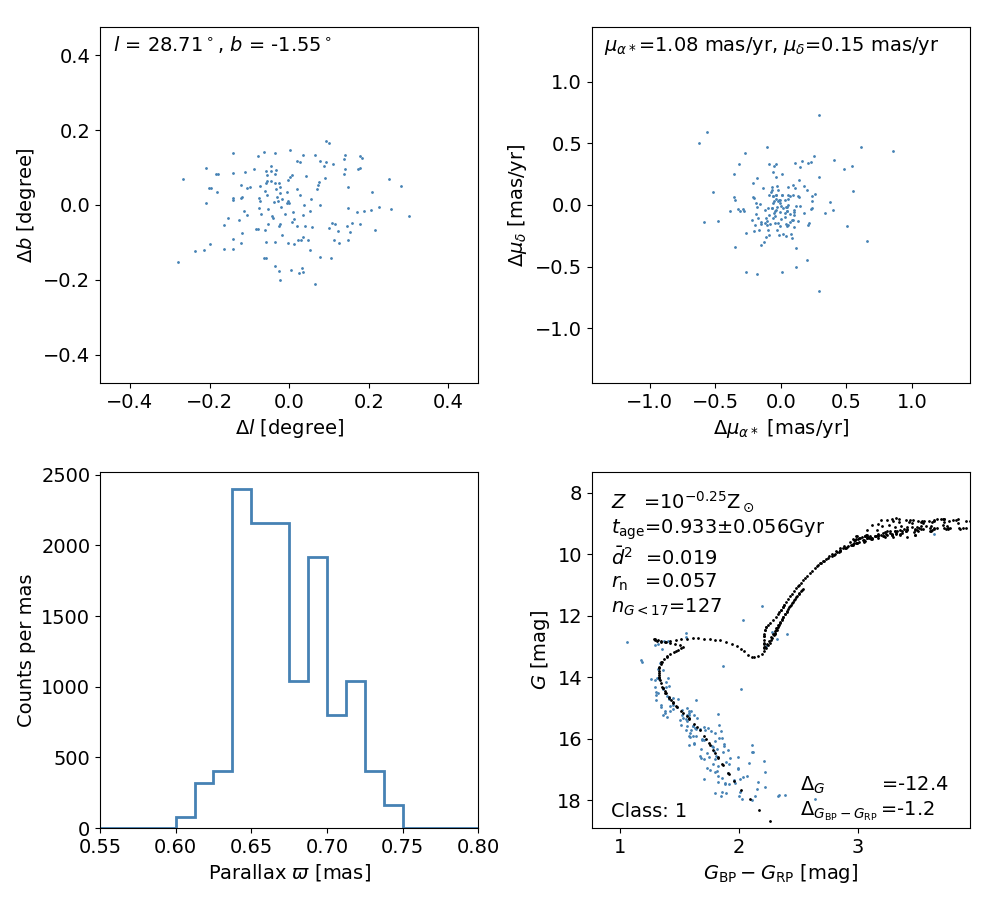 l = 28.71°, b = -1.55°
0.4
0.2
0.0
−0.2
−0.4
Δb [degree]
−0.4 −0.2 0.0 0.2 0.4
Δl [degree]
μα*=1.08 mas/yr, μδ=0.15 mas/yr
1.0
0.5
0.0
−0.5
−1.0
Δμδ [mas/yr]
−1.0 −0.5 0.0 0.5 1.0
Δμα* [mas/yr]
2500
2000
1500
1000
500
0
Counts per mas
0.55 0.60 0.65 0.70 0.75 0.80
Parallax ϖ [mas]
Z =10^−0.25 Z⊙
t_age=0.933±0.056Gyr
d̄² =0.019
r_n =0.057
n_G<17=127
8
10
12
14
16
18
G [mag]
Δ_G =-12.4
Δ_GBP−GRP =-1.2
Class: 1
1 2 3
G_BP − G_RP [mag]